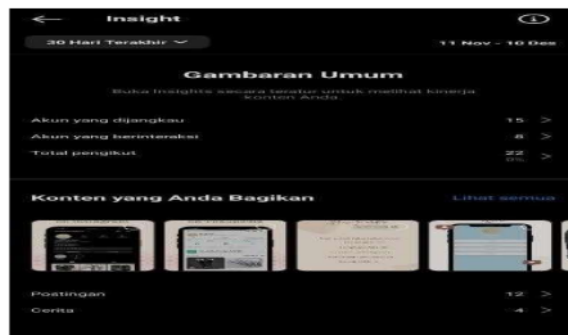 Insight
30 Hari Terakhir
11 Nov - 10 Des
Gambaran Umum
Buka Insights secara teratur untuk melihat kinerja
konten Anda.
Akun yang dijangkau 15
Akun yang berinteraksi 8
Total pengikut 22
0%
Konten yang Anda Bagikan Lihat semua
Postingan 12
Cerita 4